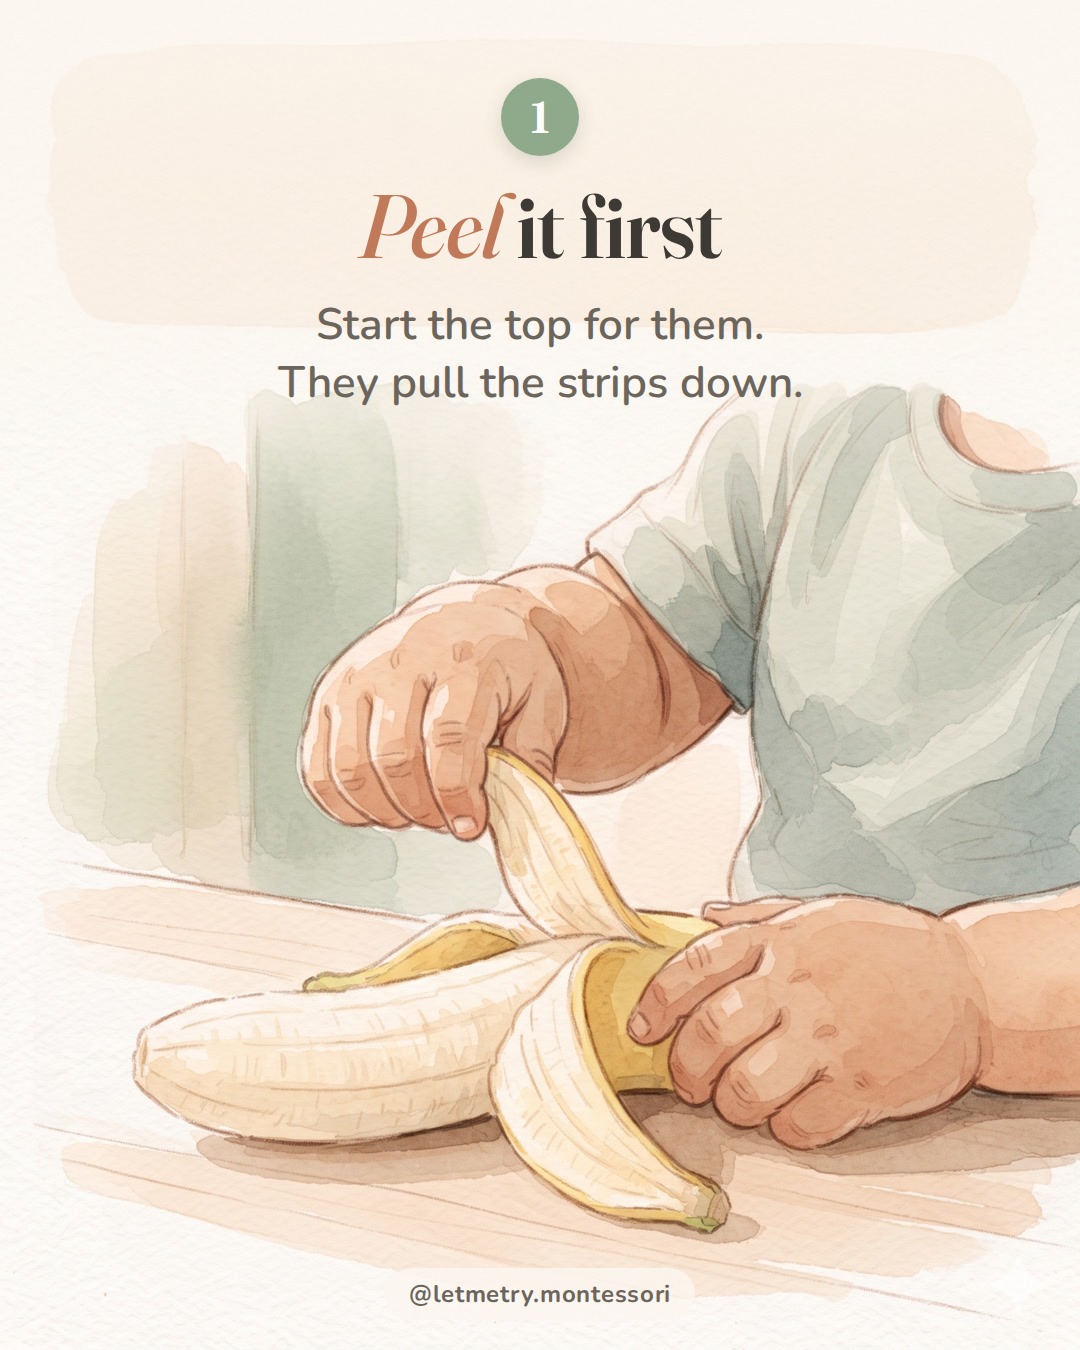 1
Peel it first
Start the top for them.
They pull the strips down.
@letmetry.montessori